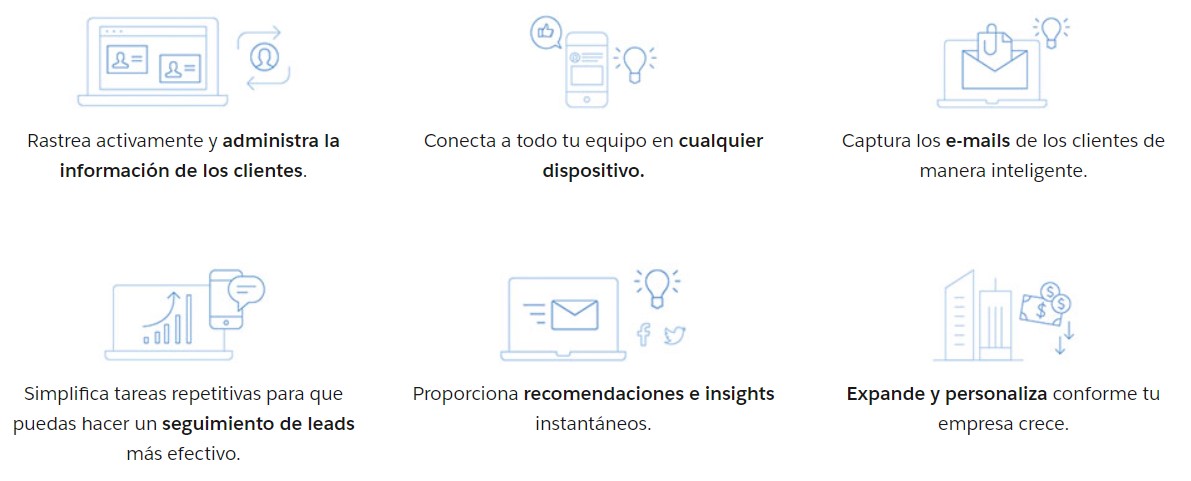 Rastrea activamente y administra la
información de los clientes.
Conecta a todo tu equipo en cualquier
dispositivo.
Captura los e-mails de los clientes de
manera inteligente.
Simplifica tareas repetitivas para que
puedas hacer un seguimiento de leads
más efectivo.
Proporciona recomendaciones e insights
instantáneos.
Expande y personaliza conforme tu
empresa crece.